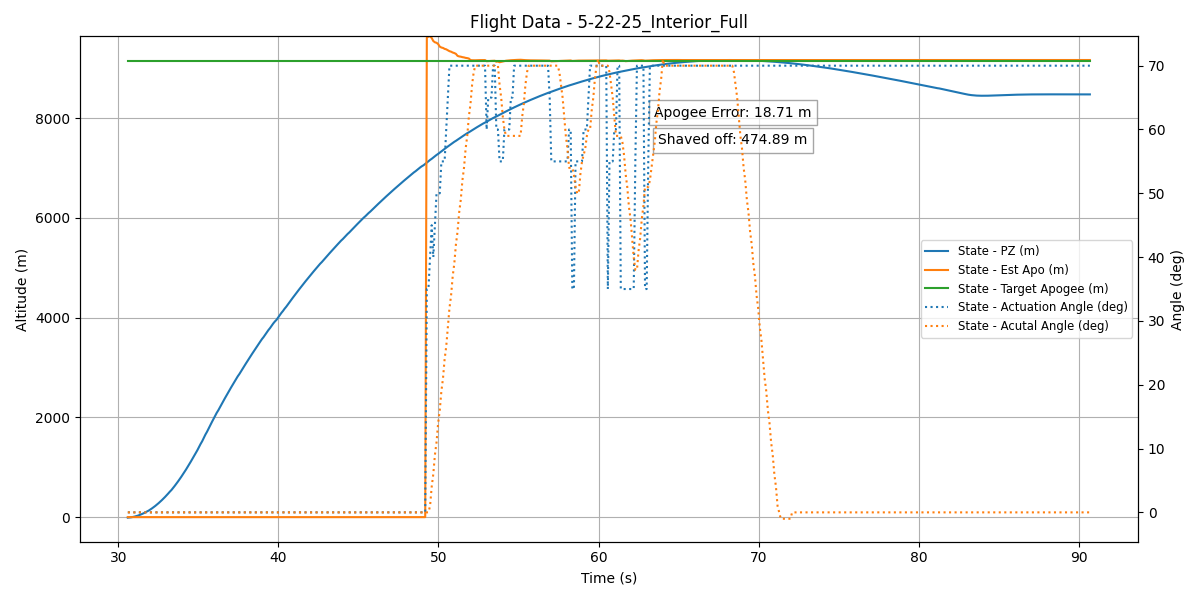 Flight Data - 5-22-25_Interior_Full
Altitude (m)
8000
6000
4000
2000
0
Apogee Error: 18.71 m
Shaved off: 474.89 m
State - PZ (m)
State - Est Apo (m)
State - Target Apogee (m)
State - Actuation Angle (deg)
State - Acutal Angle (deg)
70
60
50
40
30
20
10
0
Angle (deg)
30 40 50 60 70 80 90
Time (s)